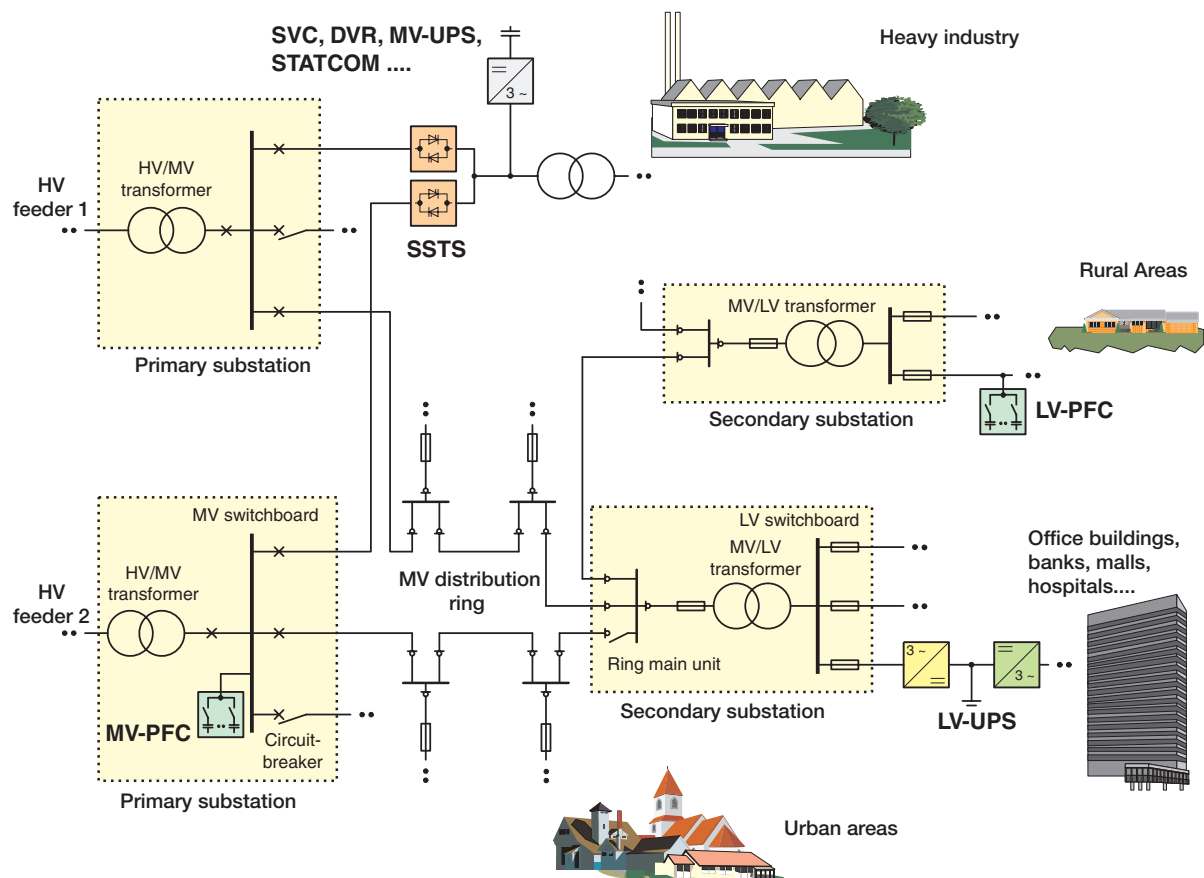 SVC, DVR, MV-UPS,
STATCOM ....
3 ~
Heavy industry
HV
feeder 1
HV/MV
transformer
SSTS
Primary substation
Rural Areas
MV/LV transformer
Secondary substation
LV-PFC
MV switchboard
HV
feeder 2
HV/MV
transformer
MV-PFC
Circuit-
breaker
Primary substation
MV distribution
ring
LV switchboard
MV/LV
transformer
Ring main unit
Secondary substation
3 ~
3 ~
LV-UPS
Office buildings,
banks, malls,
hospitals....
Urban areas